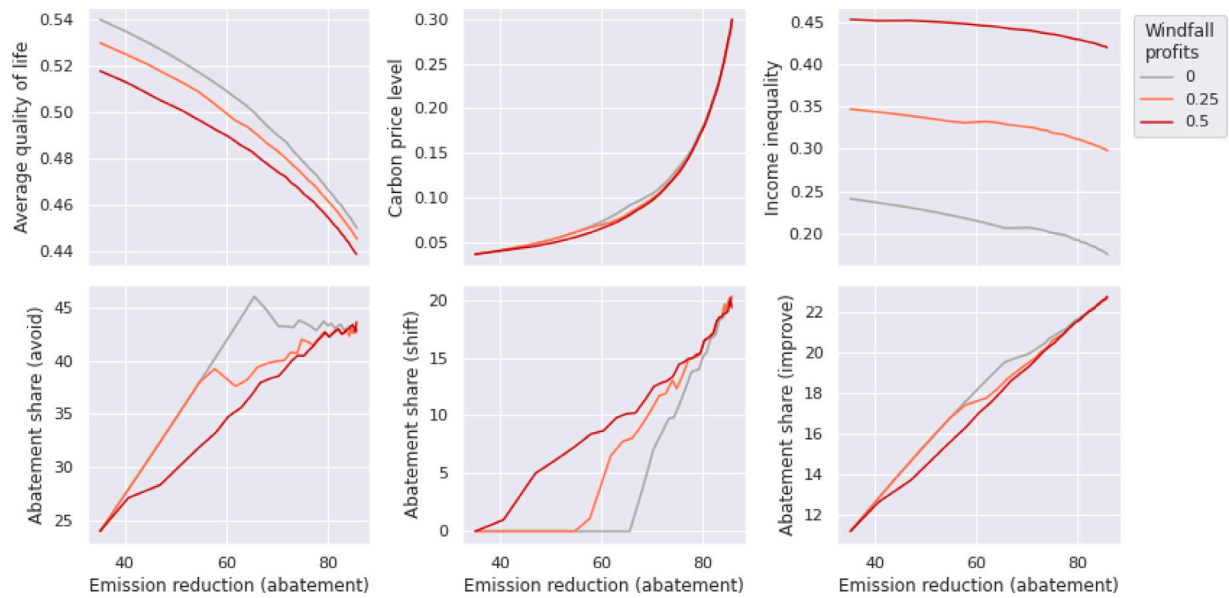 Average quality of life
0.54
0.52
0.50
0.48
0.46
0.44
Carbon price level
0.30
0.25
0.20
0.15
0.10
0.05
Income inequality
0.45
0.40
0.35
0.30
0.25
0.20
Windfall
profits
0
0.25
0.5
Abatement share (avoid)
45
40
35
30
25
40 60 80
Emission reduction (abatement)
Abatement share (shift)
20
15
10
5
0
40 60 80
Emission reduction (abatement)
Abatement share (improve)
22
20
18
16
14
12
40 60 80
Emission reduction (abatement)